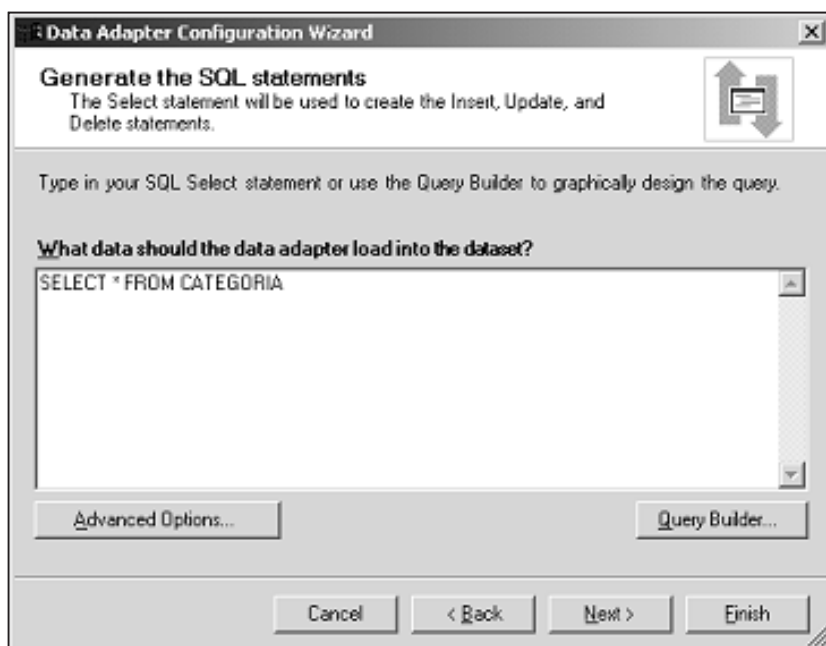 Data Adapter Configuration Wizard
Generate the SQL statements
The Select statement will be used to create the Insert, Update, and
Delete statements.
Type in your SQL Select statement or use the Query Builder to graphically design the query.
What data should the data adapter load into the dataset?
SELECT * FROM CATEGORIA
Advanced Options... Query Builder...
Cancel < Back Next > Finish